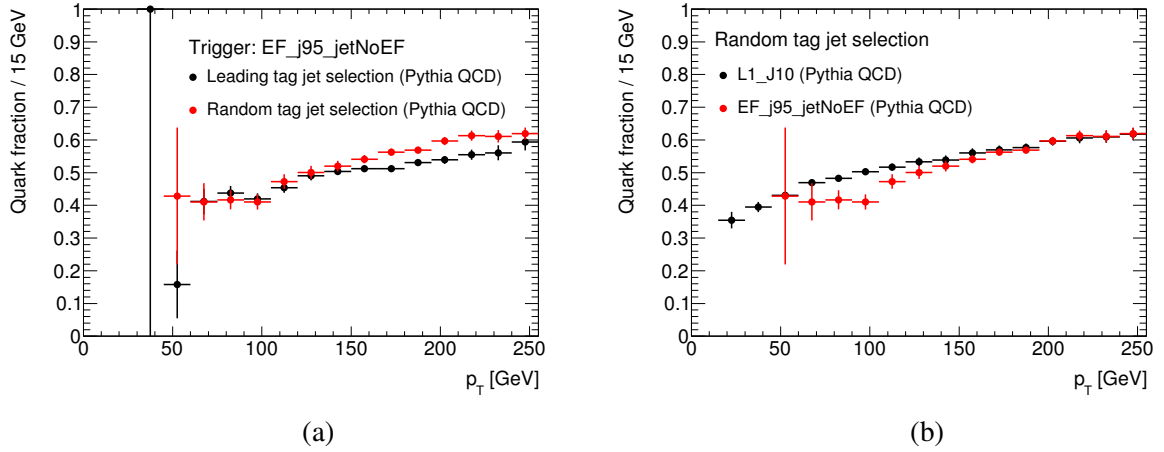 Quark fraction / 15 GeV
1
0.9
0.8
0.7
0.6
0.5
0.4
0.3
0.2
0.1
0
Trigger: EF_j95_jetNoEF
Leading tag jet selection (Pythia QCD)
Random tag jet selection (Pythia QCD)
0 50 100 150 200 250
p_T [GeV]
(a)
Quark fraction / 15 GeV
1
0.9
0.8
0.7
0.6
0.5
0.4
0.3
0.2
0.1
0
Random tag jet selection
L1_J10 (Pythia QCD)
EF_j95_jetNoEF (Pythia QCD)
0 50 100 150 200 250
p_T [GeV]
(b)